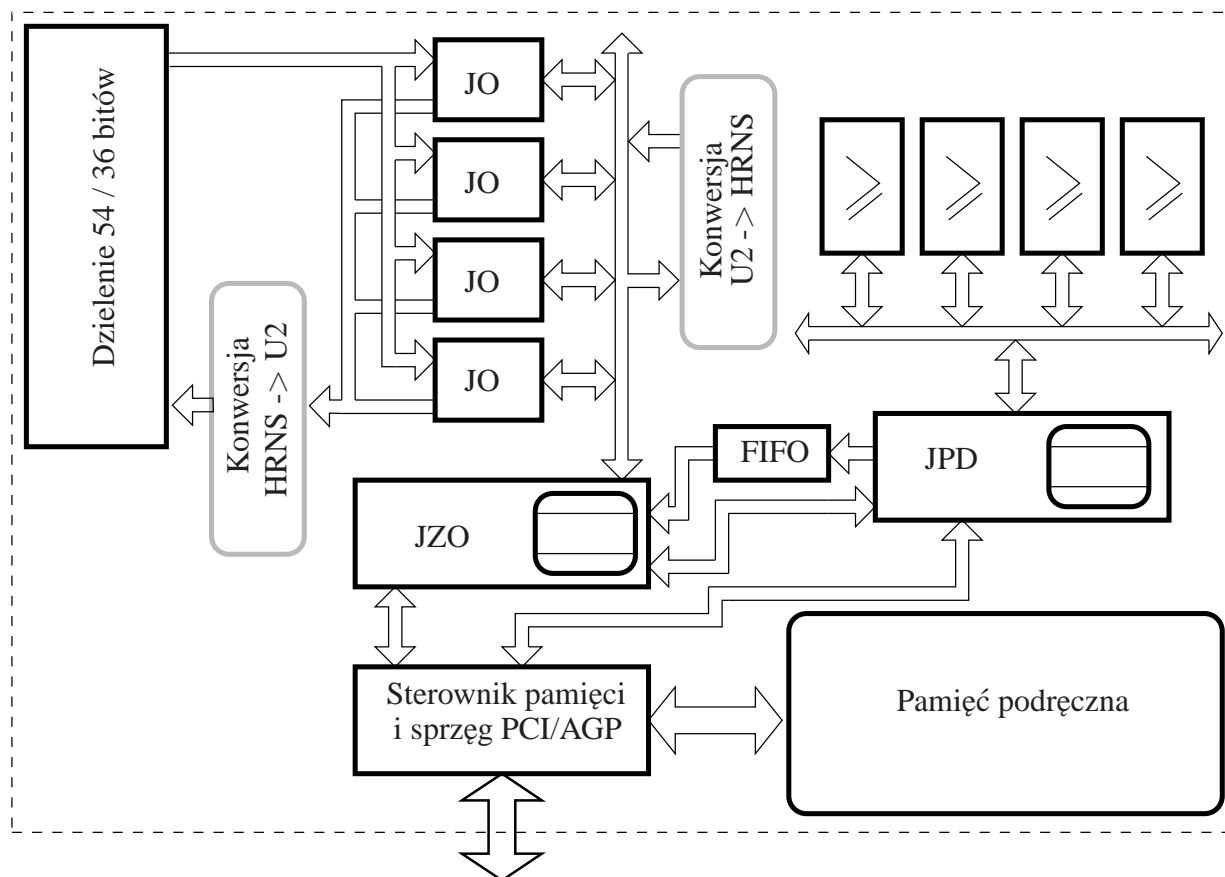 Dzielenie 54 / 36 bitów
JO
JO
JO
JO
Konwersja
HRNS -> U2
Konwersja
U2 -> HRNS
FIFO
JPD
JZO
Sterownik pamięci
i sprzęg PCI/AGP
Pamięć podręczna